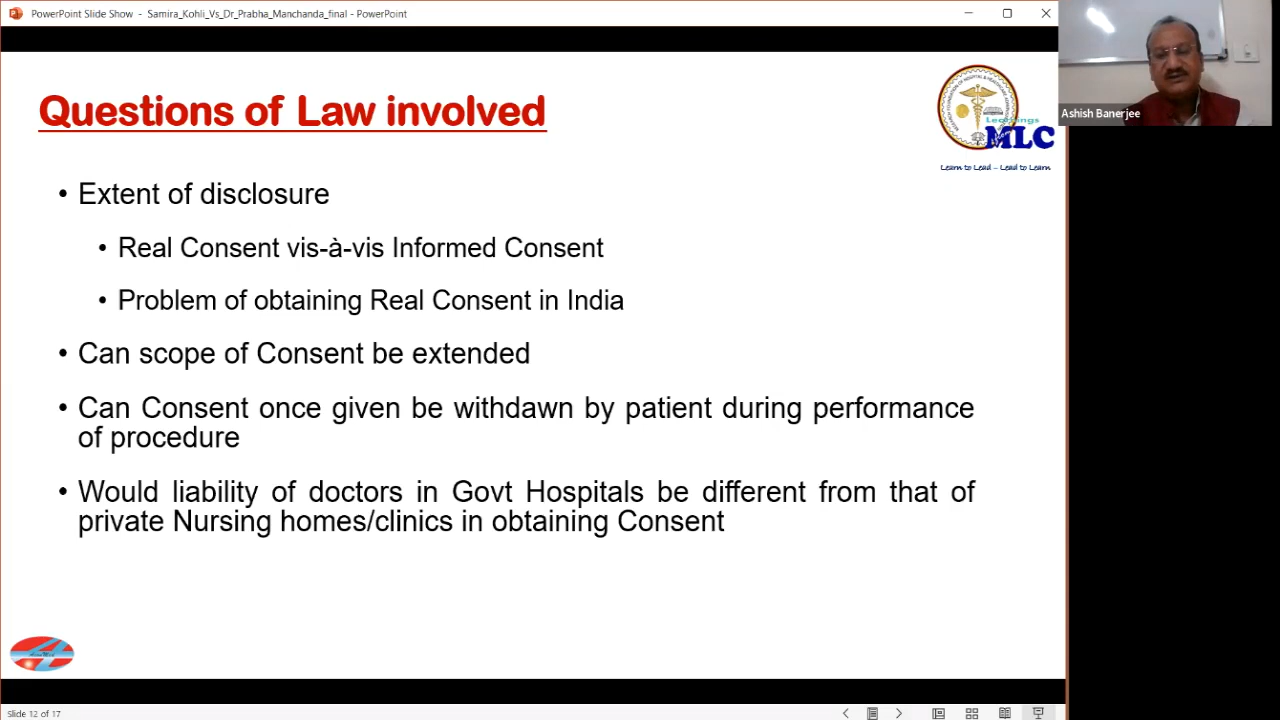 PowerPoint Slide Show - Samira_Kohli_Vs_Dr_Prabha_Manchanda_final - PowerPoint
Questions of Law involved
Learnings
MLC
Learn to Lead – Lead to Learn
Ashish Banerjee
• Extent of disclosure
• Real Consent vis-à-vis Informed Consent
• Problem of obtaining Real Consent in India
• Can scope of Consent be extended
• Can Consent once given be withdawn by patient during performance
of procedure
• Would liability of doctors in Govt Hospitals be different from that of
private Nursing homes/clinics in obtaining Consent
Slide 12 of 17